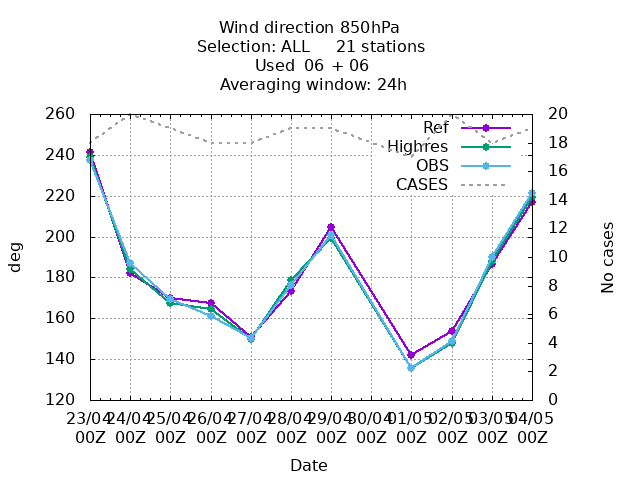 Wind direction 850hPa
Selection: ALL 21 stations
Used 06 + 06
Averaging window: 24h
260
240
220
200
180
160
140
120
deg
20
18
16
14
12
10
8
6
4
2
0
No cases
Ref
Highres
OBS
CASES
23/04 24/04 25/04 26/04 27/04 28/04 29/04 30/04 01/05 02/05 03/05 04/05
00Z 00Z 00Z 00Z 00Z 00Z 00Z 00Z 00Z 00Z 00Z 00Z
Date